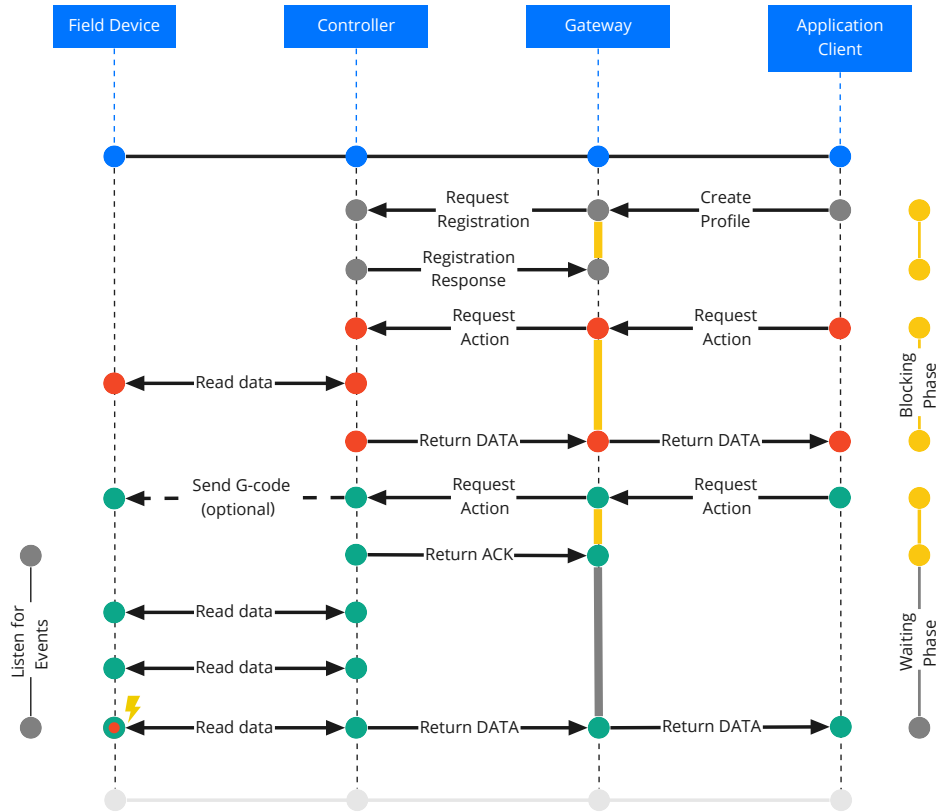 Field Device
Controller
Gateway
Application
Client
Request
Registration
Create
Profile
Registration
Response
Request
Action
Request
Action
Read data
Blocking
Phase
Return DATA
Return DATA
Send G-code
(optional)
Request
Action
Request
Action
Return ACK
Listen for
Events
Read data
Waiting
Phase
Read data
Read data
Return DATA
Return DATA